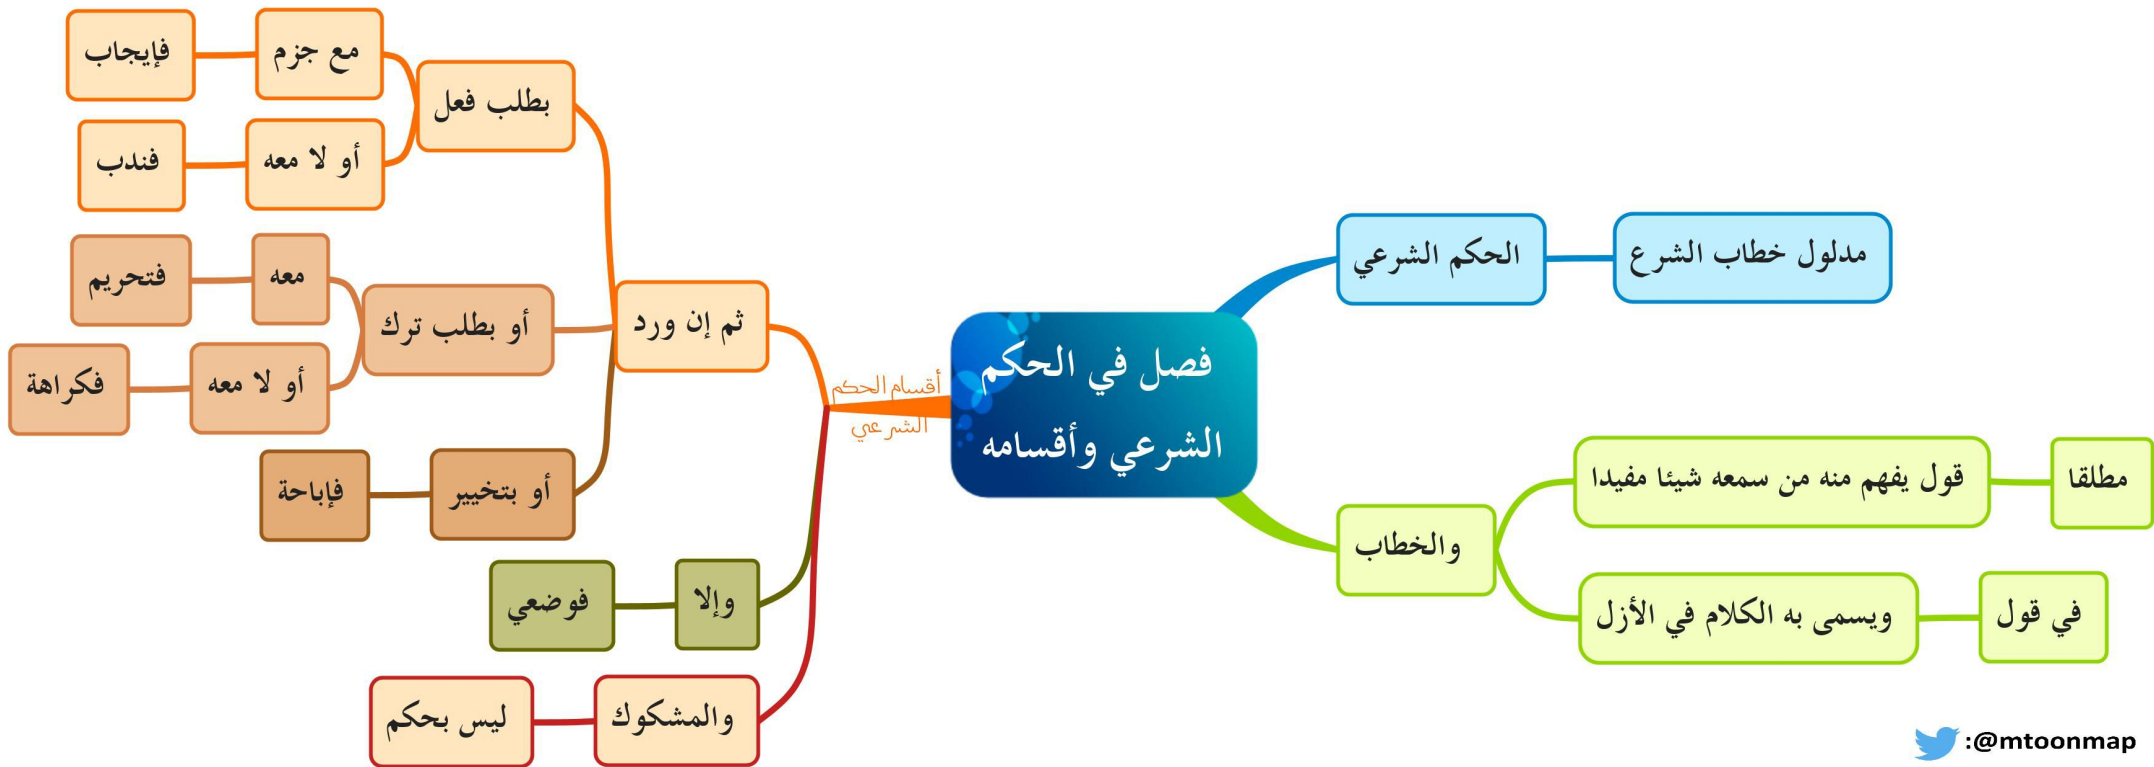 فصل في الحكم
الشرعي وأقسامه
الحكم الشرعي
مدلول خطاب الشرع
والخطاب
قول يفهم منه من سمعه شيئا مفيدا
مطلقا
ويسمى به الكلام في الأزل
في قول
أقسام الحكم
الشرعي
ثم إن ورد
بطلب فعل
مع جزم
فإيجاب
أو لا معه
فندب
أو بطلب ترك
معه
فتحريم
أو لا معه
فكراهة
أو بتخيير
فإباحة
وإلا
فوضعي
والمشكوك
ليس بحكم
:@mtoonmap